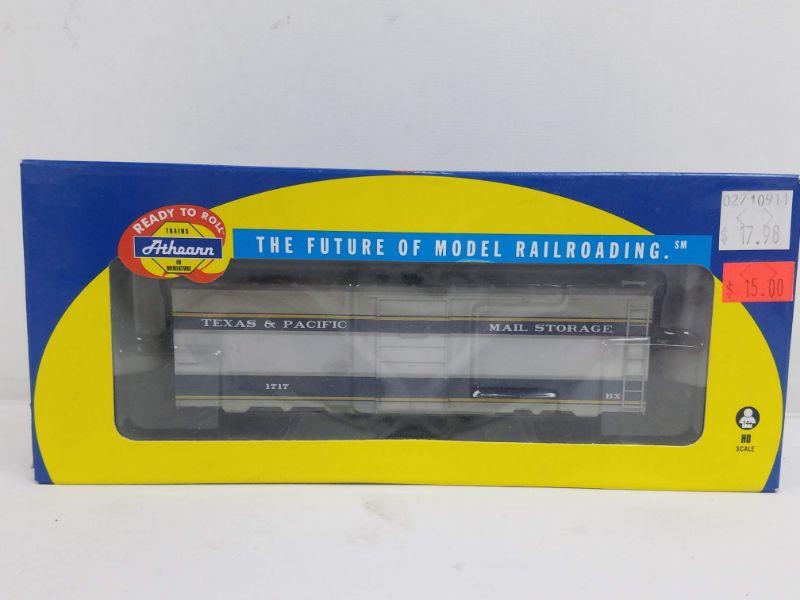 READY TO ROLL
TRAINS
Athearn
IN MINIATURE
THE FUTURE OF MODEL RAILROADING. SM
02/10911
$ 17.98
$ 15.00
TEXAS & PACIFIC
MAIL STORAGE
1717
BX
HO
SCALE